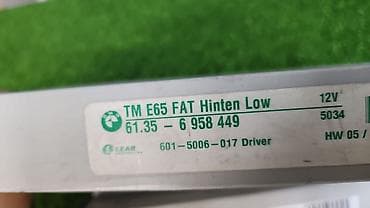 TM E65 FAT Hinten Low 12V
61.35 - 6 958 449 5034
LEAR 601-5006-017 Driver HW 05 /